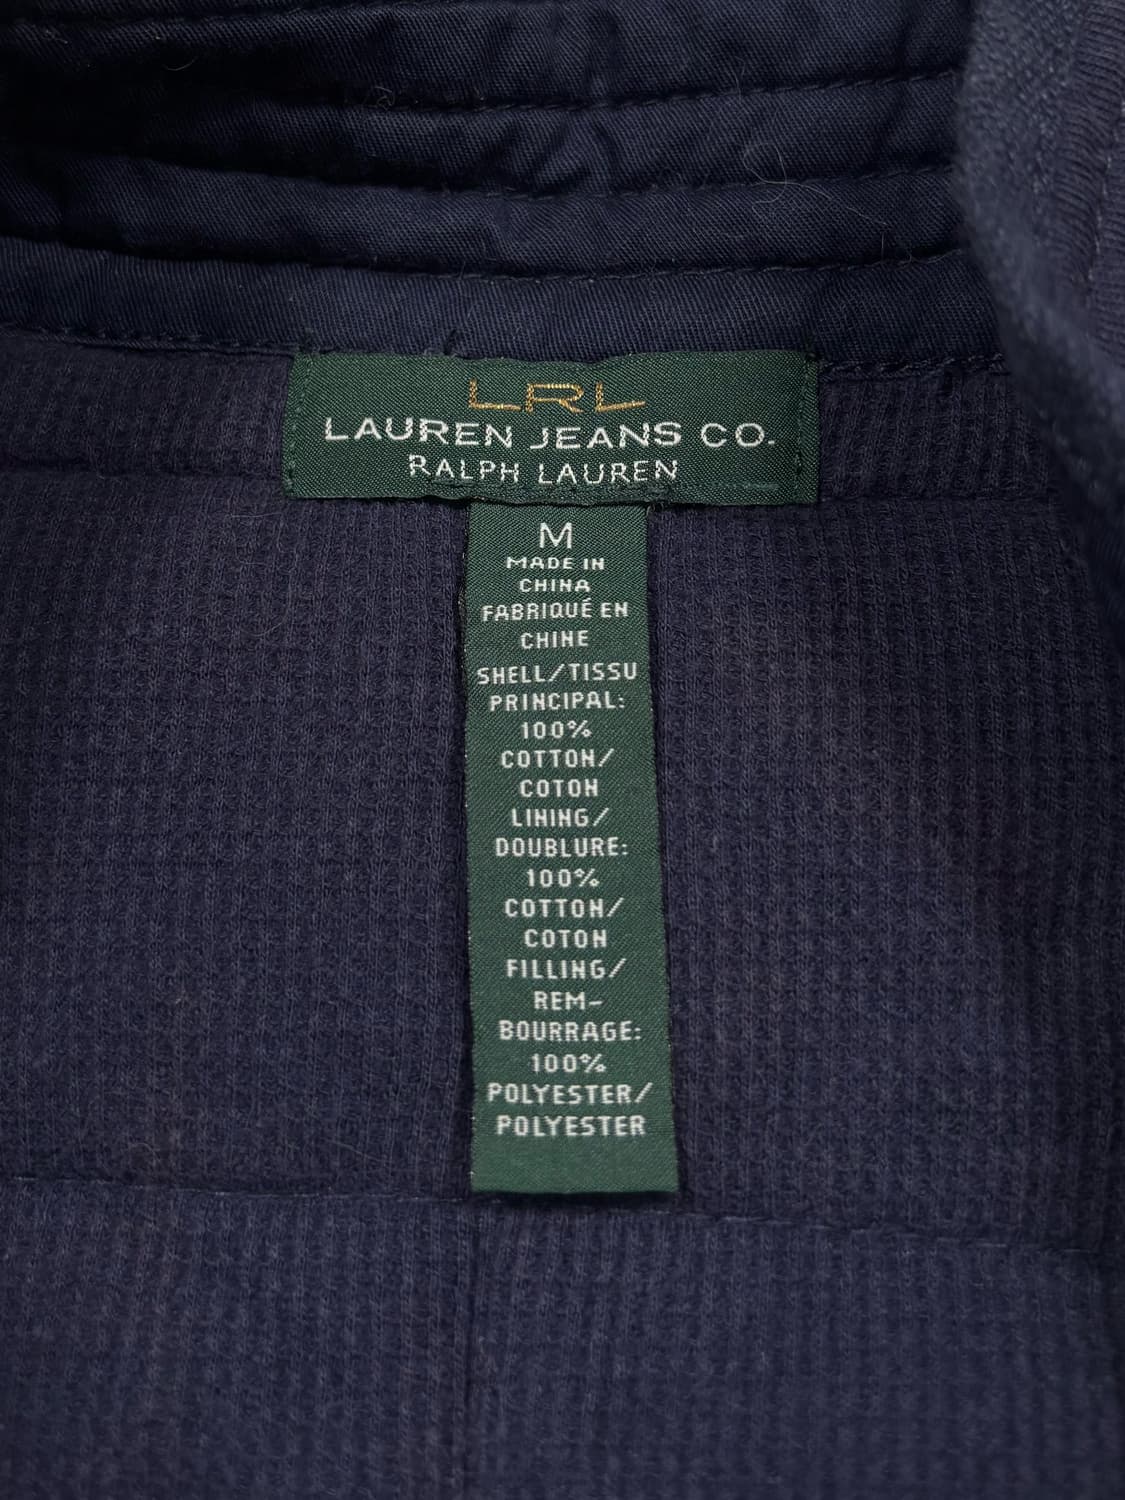 LRL
LAUREN JEANS CO.
RALPH LAUREN
M
MADE IN
CHINA
FABRIQUÉ EN
CHINE
SHELL/TISSU
PRINCIPAL:
100%
COTTON/
COTON
LINING/
DOUBLURE:
100%
COTTON/
COTON
FILLING/
REM-
BOURRAGE:
100%
POLYESTER/
POLYESTER